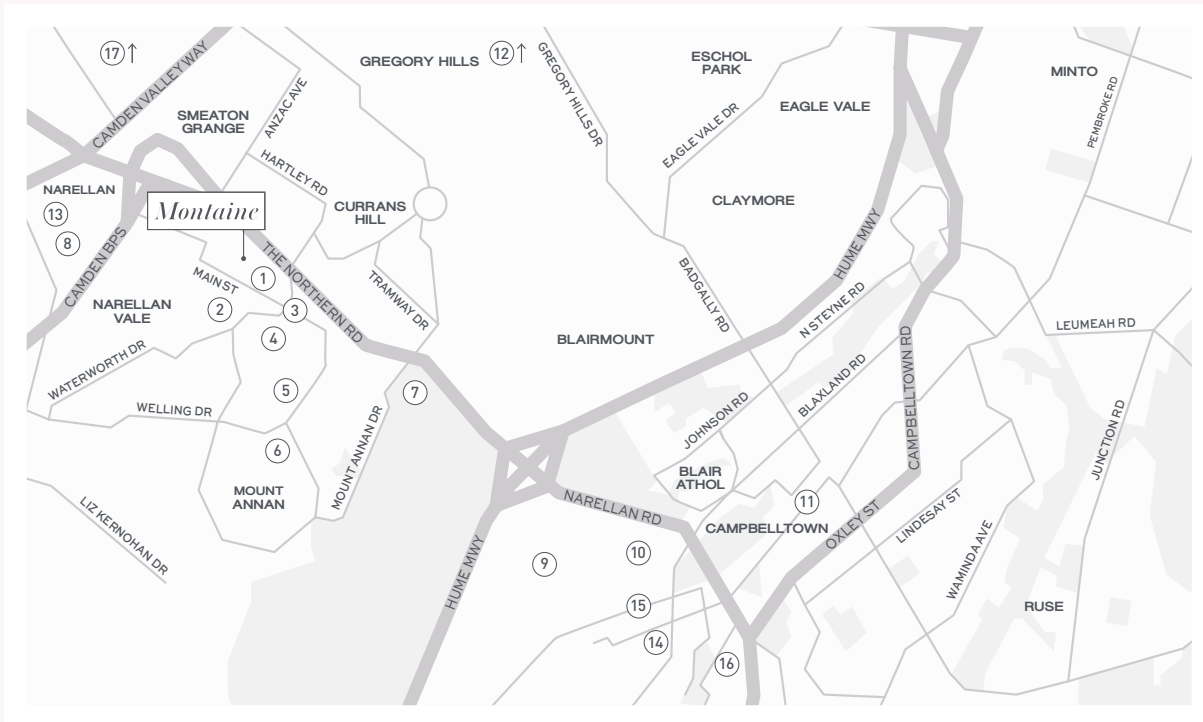 17
12
CAMDEN VALLEY WAY
GREGORY HILLS
GREGORY HILLS DR
ESCHOL
PARK
MINTO
SMEATON
GRANGE
ANZAC AVE
EAGLE VALE DR
EAGLE VALE
PEMBROKE RD
HARTLEY RD
NARELLAN
13
8
Montaine
CURRANS
HILL
CLAYMORE
CAMDEN BPS
THE NORTHERN RD
HUME MWY
MAIN ST
1
TRAMWAY DR
BADGALLY RD
N STEYNE RD
NARELLAN
VALE
2
3
4
BLAIRMOUNT
LEUMEAH RD
WATERWORTH DR
5
7
BLAXLAND RD
CAMPBELLTOWN RD
WELLING DR
JOHNSON RD
JUNCTION RD
6
MOUNT ANNAN DR
BLAIR
ATHOL
MOUNT
ANNAN
NARELLAN RD
11
CAMPBELLTOWN
OXLEY ST
LINDESAY ST
LIZ KERNOHAN DR
HUME MWY
9
10
WAMINDA AVE
15
RUSE
14
16